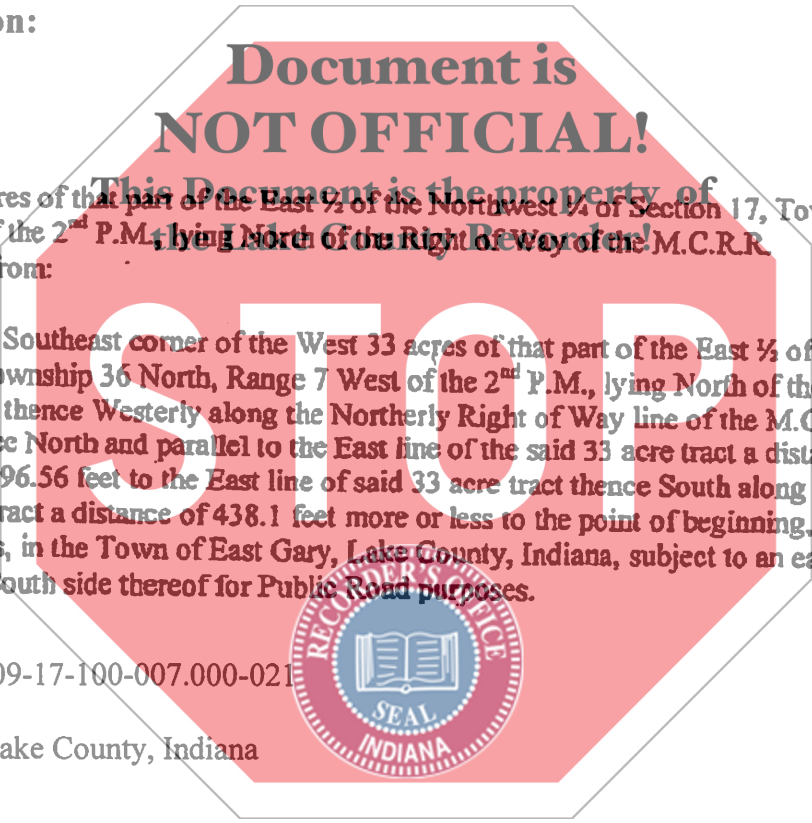 on:
Document is
NOT OFFICIAL!
This Document is the property of
the Lake County Recorder!
res of that part of the East ½ of the Northwest ¼ of Section 17, To
f the 2nd P.M., lying North of the Right of Way of the M.C.R.R.
rom:
STOP
Southeast corner of the West 33 acres of that part of the East ½ of
ownship 36 North, Range 7 West of the 2nd P.M., lying North of th
thence Westerly along the Northerly Right of Way line of the M.C
ce North and parallel to the East line of the said 33 acre tract a dista
96.56 feet to the East line of said 33 acre tract thence South along
ract a distance of 438.1 feet more or less to the point of beginning,
s, in the Town of East Gary, Lake County, Indiana, subject to an ea
outh side thereof for Public Road purposes.
RECORDER'S OFFICE
SEAL
INDIANA
09-17-100-007.000-021
ake County, Indiana